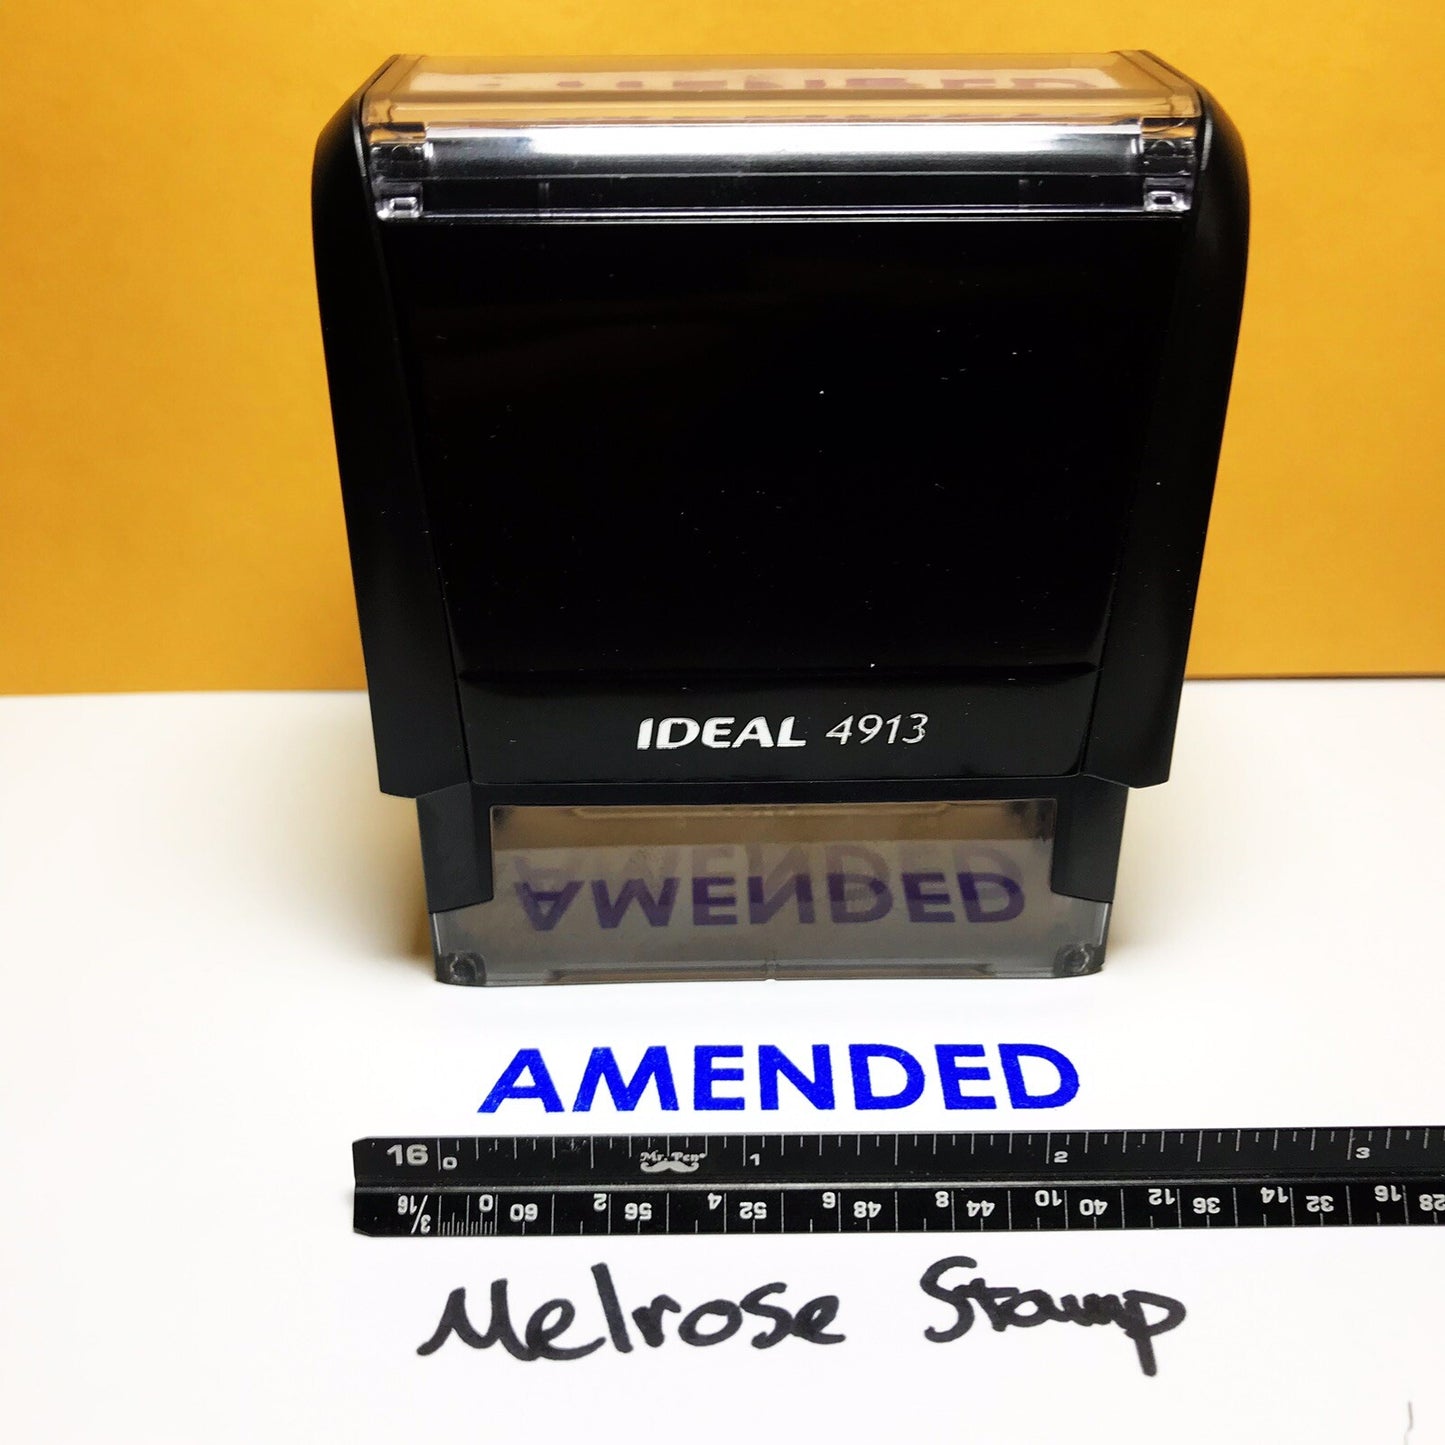 AMENDED
IDEAL 4913
AMENDED
AMENDED
16 0 Mr. Pen 1 2 3
3/16 0 60 2 56 4 52 6 48 8 44 10 40 12 36 14 32 16 28
Melrose Stamp